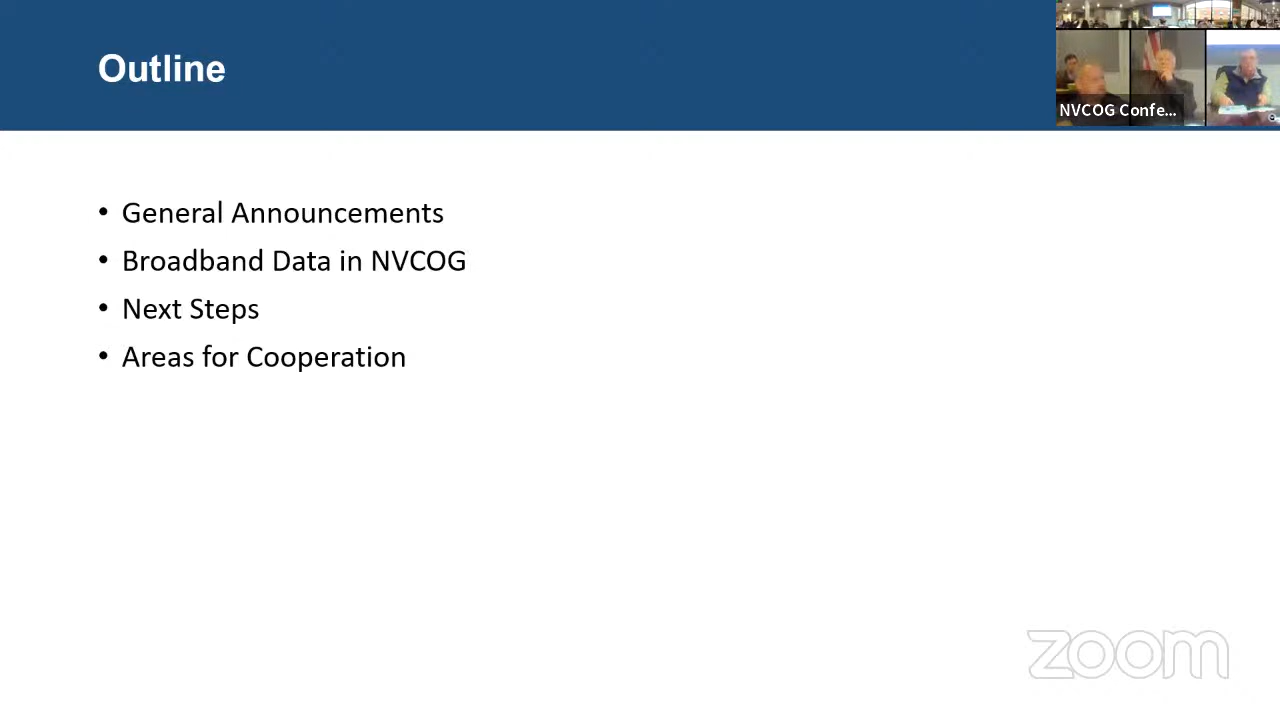 Outline
NVCOG Confe...
• General Announcements
• Broadband Data in NVCOG
• Next Steps
• Areas for Cooperation
zoom